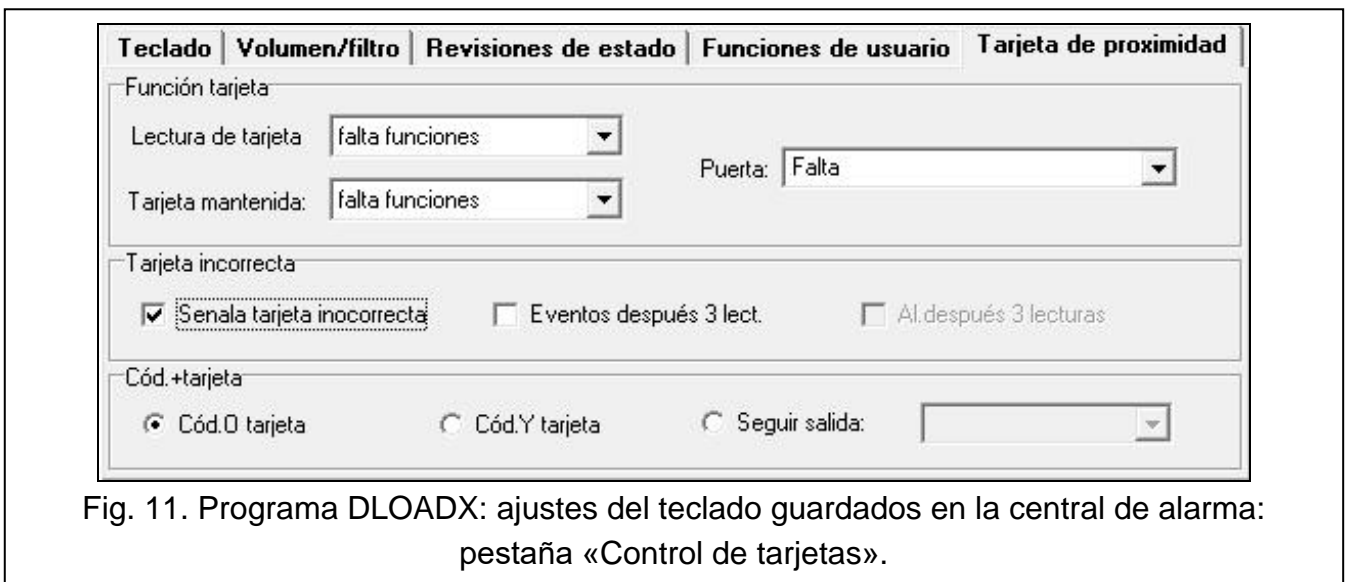 Teclado Volumen/filtro Revisiones de estado Funciones de usuario Tarjeta de proximidad
Función tarjeta
Lectura de tarjeta falta funciones
Puerta: Falta
Tarjeta mantenida: falta funciones
Tarjeta incorrecta
Senala tarjeta inocorrecta Eventos después 3 lect. Al.después 3 lecturas
Cód.+tarjeta
Cód.O tarjeta Cód.Y tarjeta Seguir salida:
Fig. 11. Programa DLOADX: ajustes del teclado guardados en la central de alarma:
pestaña «Control de tarjetas».